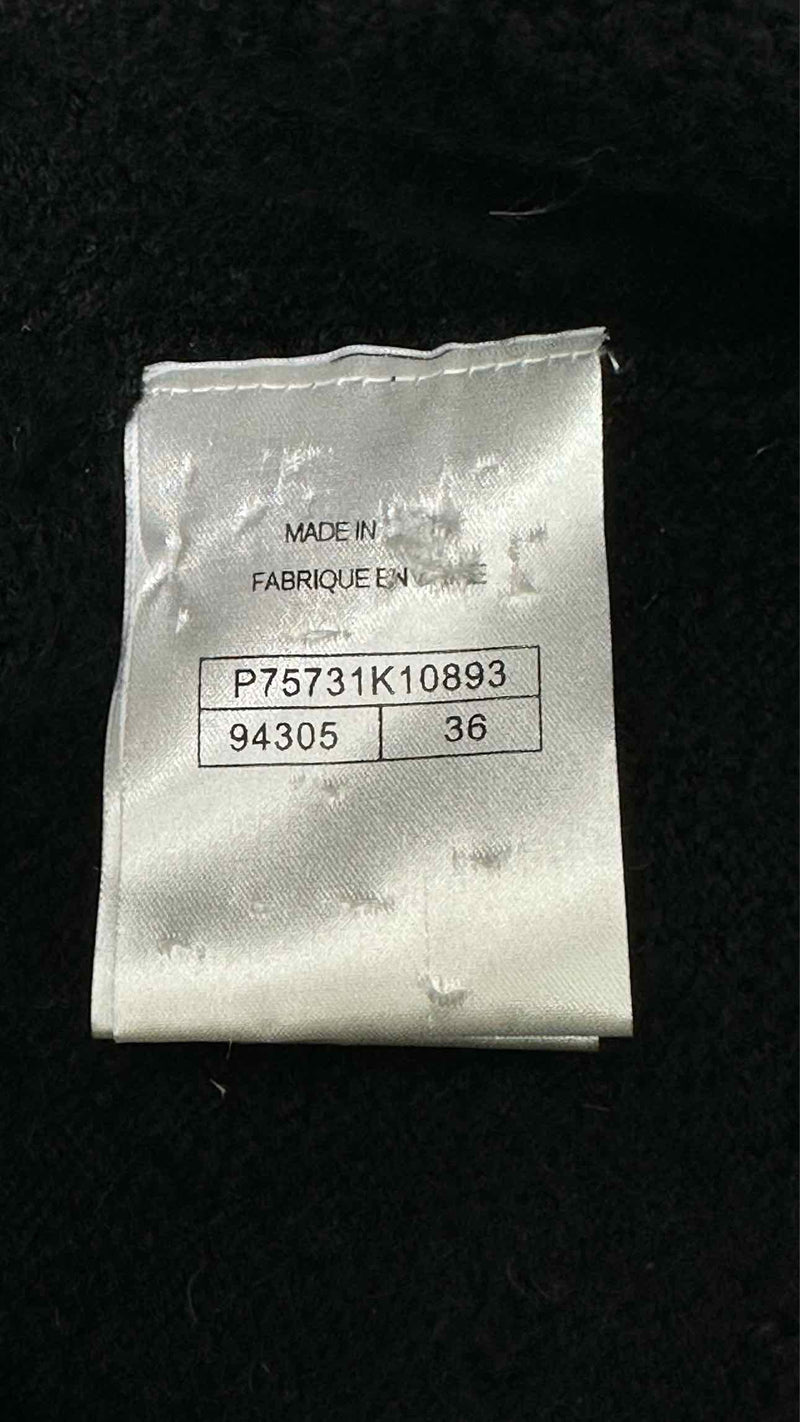 MADE IN
FABRIQUE EN
P75731K10893
94305 36